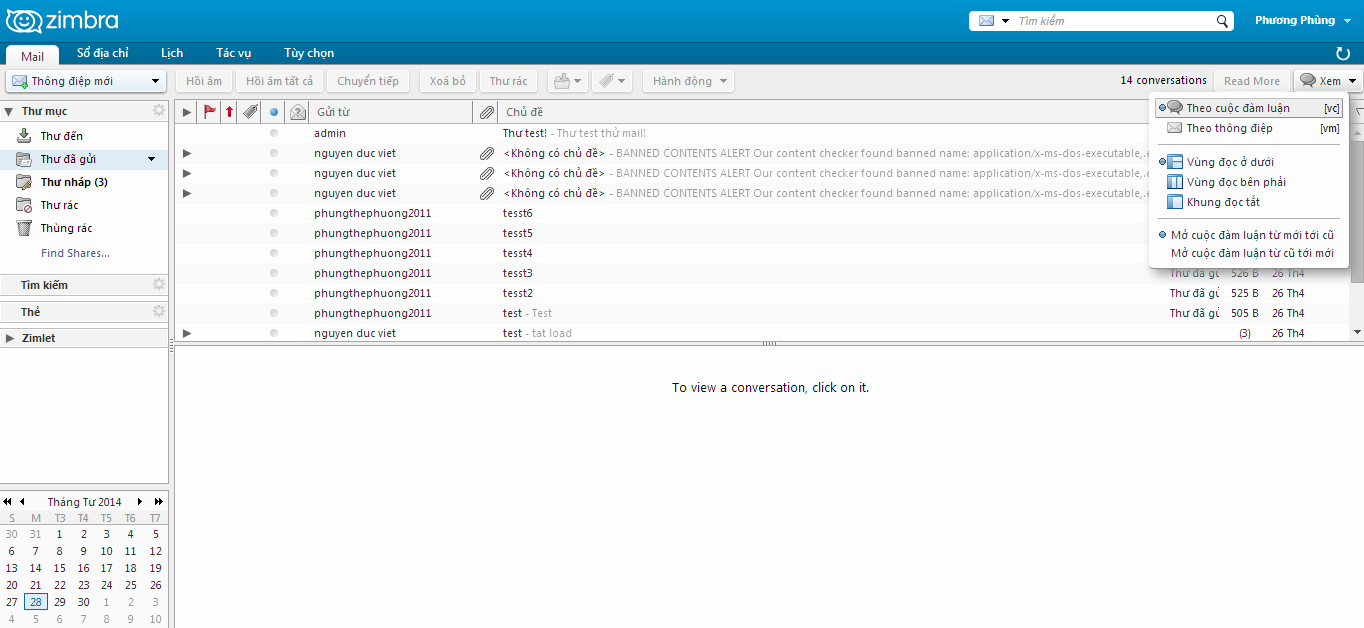 zimbra
Tìm kiếm
Phương Phùng
Mail Sổ địa chỉ Lịch Tác vụ Tùy chọn
Thông điệp mới Hồi âm Hồi âm tất cả Chuyển tiếp Xoá bỏ Thư rác Hành động 14 conversations Read More Xem
Thư mục
Thư đến
Thư đã gửi
Thư nháp (3)
Thư rác
Thùng rác
Find Shares...
Tìm kiếm
Thẻ
Zimlet
Tháng Tư 2014
S M T3 T4 T5 T6 T7
30 31 1 2 3 4 5
6 7 8 9 10 11 12
13 14 15 16 17 18 19
20 21 22 23 24 25 26
27 28 29 30 1 2 3
4 5 6 7 8 9 10
Gửi từ Chủ đề
admin Thư test! - Thư test thử mail!
nguyen duc viet <Không có chủ đề> - BANNED CONTENTS ALERT Our content checker found banned name: application/x-ms-dos-executable,.e
nguyen duc viet <Không có chủ đề> - BANNED CONTENTS ALERT Our content checker found banned name: application/x-ms-dos-executable,.e
nguyen duc viet <Không có chủ đề> - BANNED CONTENTS ALERT Our content checker found banned name: application/x-ms-dos-executable,.e
phungthephuong2011 tesst6
phungthephuong2011 tesst5
phungthephuong2011 tesst4
phungthephuong2011 tesst3 Thư đã gử 526 B 26 Th4
phungthephuong2011 tesst2 Thư đã gử 525 B 26 Th4
phungthephuong2011 test - Test Thư đã gử 505 B 26 Th4
nguyen duc viet test - tat load (3) 26 Th4
Theo cuộc đàm luận [vc]
Theo thông điệp [vm]
Vùng đọc ở dưới
Vùng đọc bên phải
Khung đọc tắt
Mở cuộc đàm luận từ mới tới cũ
Mở cuộc đàm luận từ cũ tới mới
To view a conversation, click on it.